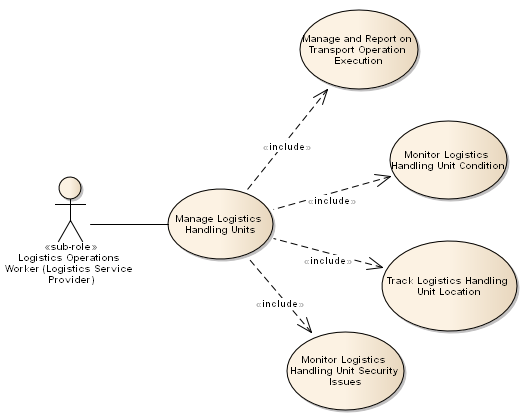 Manage and Report on
Transport Operation
Execution
«include»
Monitor Logistics
Handling Unit Condition
«include»
Manage Logistics
Handling Units
«sub-role»
Logistics Operations
Worker (Logistics Service
Provider)
«include»
Track Logistics Handling
Unit Location
«include»
Monitor Logistics
Handling Unit Security
Issues